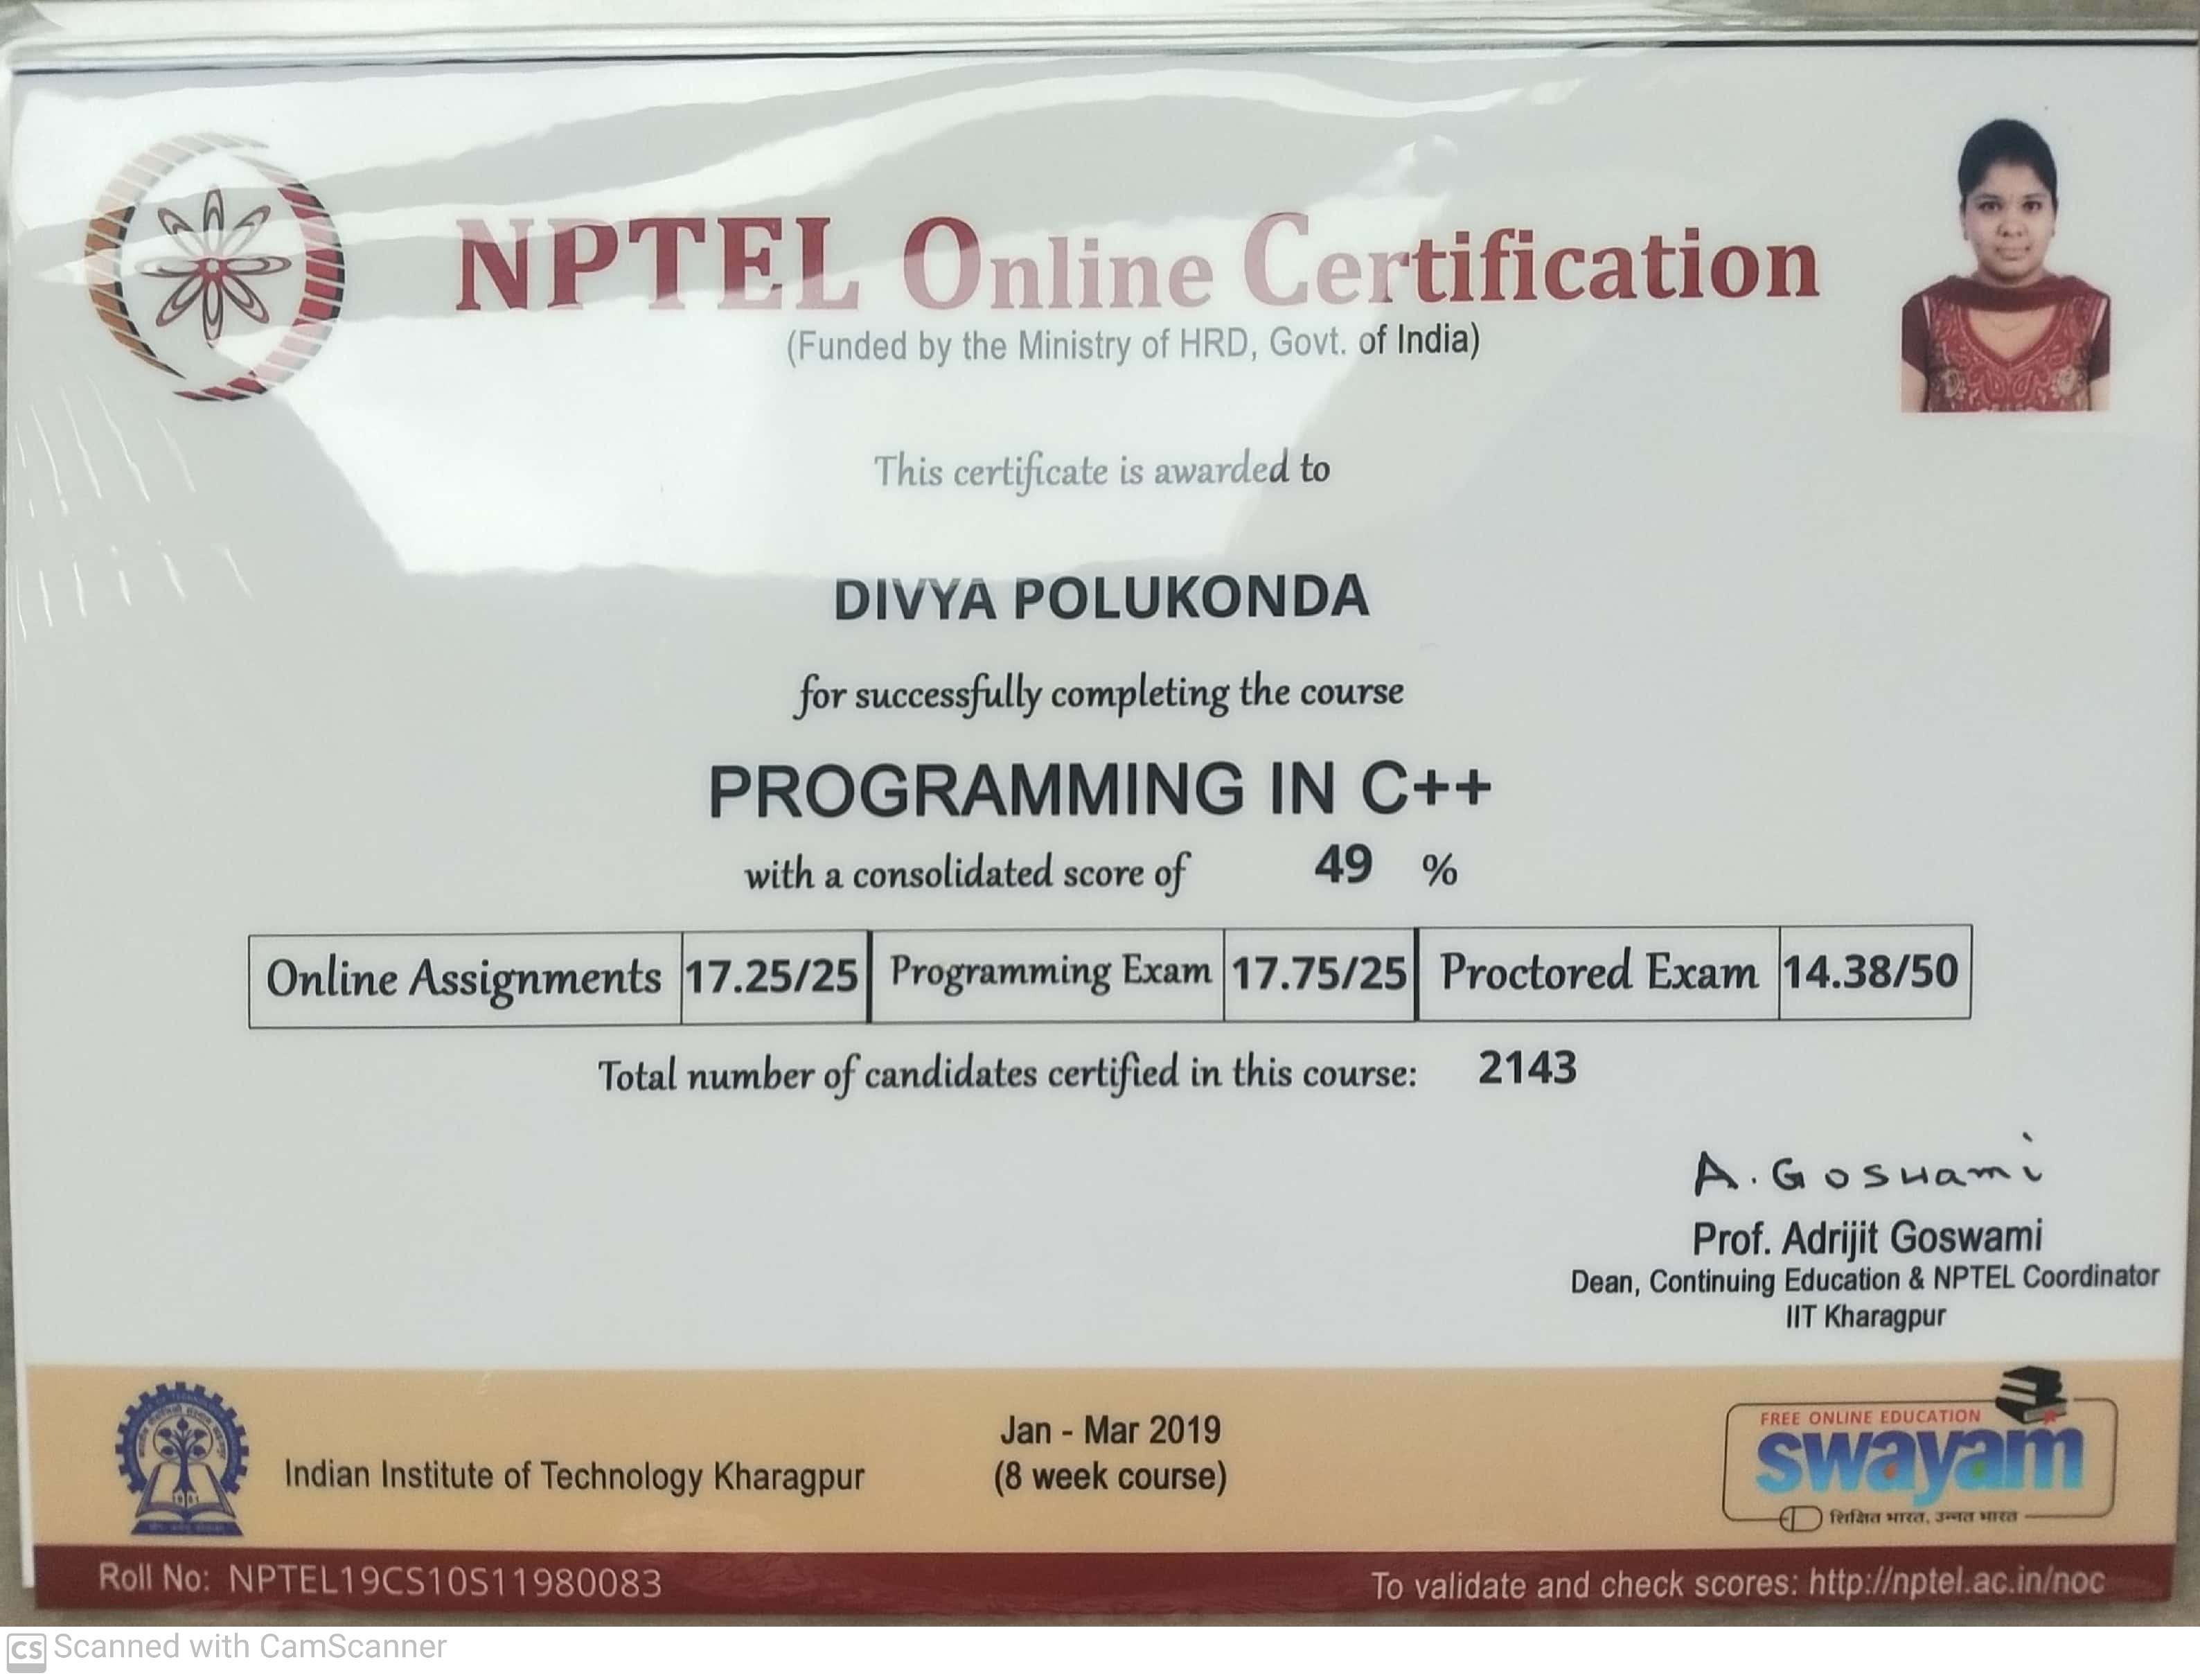 NPTEL Online Certification
(Funded by the Ministry of HRD, Govt. of India)
This certificate is awarded to
DIVYA POLUKONDA
for successfully completing the course
PROGRAMMING IN C++
with a consolidated score of 49 %
Online Assignments 17.25/25 Programming Exam 17.75/25 Proctored Exam 14.38/50
Total number of candidates certified in this course: 2143
A. Goswami
Prof. Adrijit Goswami
Dean, Continuing Education & NPTEL Coordinator
IIT Kharagpur
Indian Institute of Technology Kharagpur
Jan - Mar 2019
(8 week course)
FREE ONLINE EDUCATION
swayam
शिक्षित भारत, उन्नत भारत
Roll No: NPTEL19CS10S11980083
To validate and check scores: http://nptel.ac.in/noc
CS Scanned with CamScanner